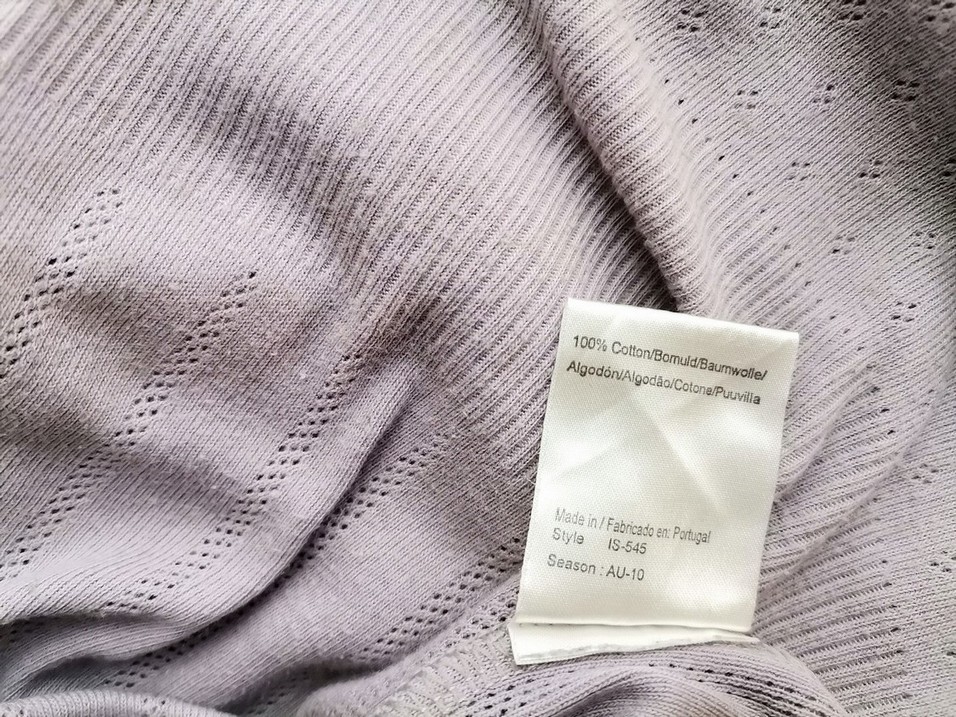 100% Cotton/Bomuld/Baumwolle/
Algodón/Algodão/Cotone/Puuvilla
Made in / Fabricado en: Portugal
Style IS-545
Season : AU-10